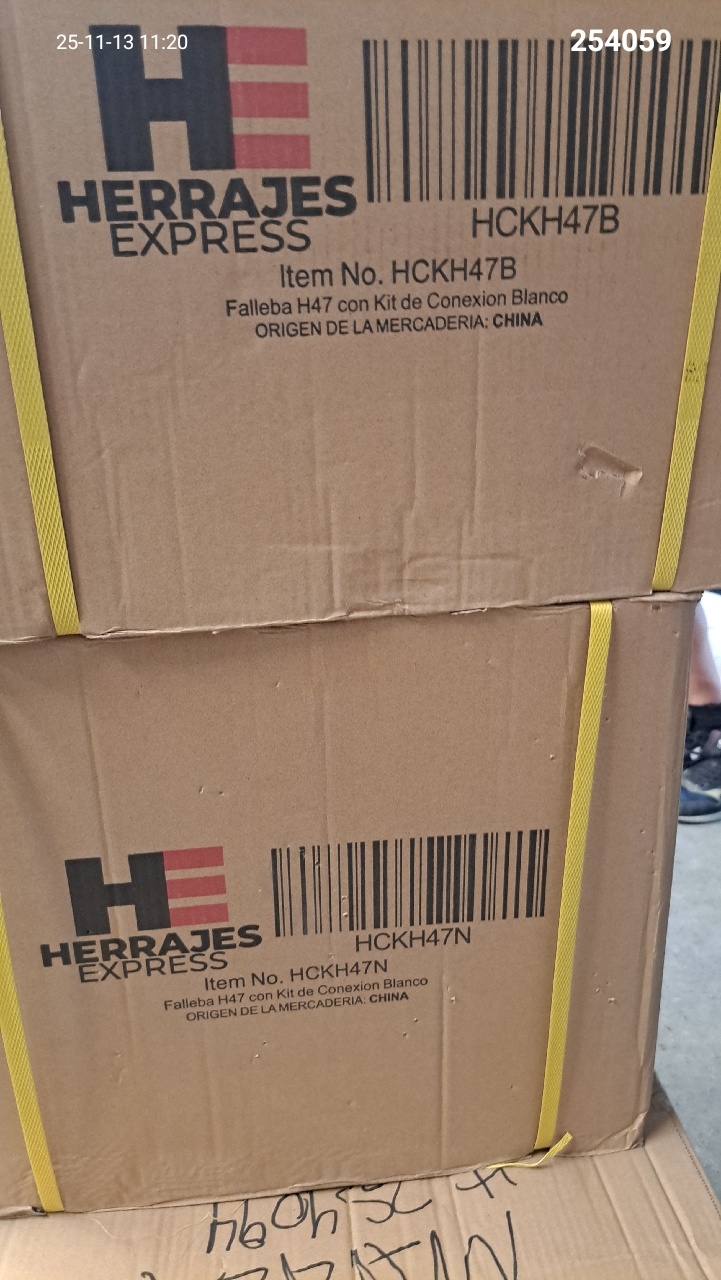 25-11-13 11:20
254059
HE
HERRAJES
EXPRESS
HCKH47B
Item No. HCKH47B
Falleba H47 con Kit de Conexion Blanco
ORIGEN DE LA MERCADERIA: CHINA
HE
HERRAJES
EXPRESS
HCKH47N
Item No. HCKH47N
Falleba H47 con Kit de Conexion Blanco
ORIGEN DE LA MERCADERIA: CHINA